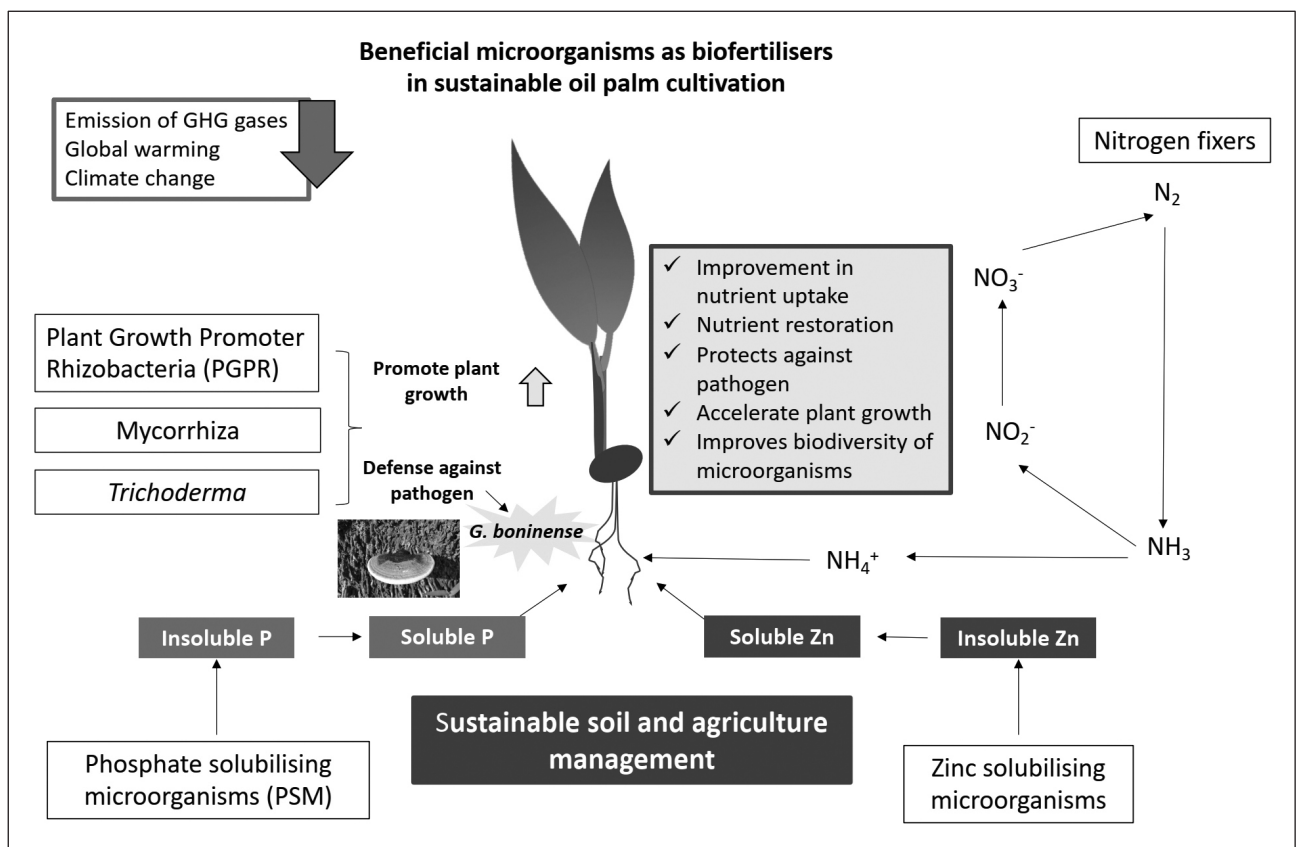 Beneficial microorganisms as biofertilisers
in sustainable oil palm cultivation
Emission of GHG gases
Global warming
Climate change
Nitrogen fixers
N₂
NO₃⁻
NO₂⁻
NH₃
NH₄⁺
✓ Improvement in
nutrient uptake
✓ Nutrient restoration
✓ Protects against
pathogen
✓ Accelerate plant growth
✓ Improves biodiversity of
microorganisms
Plant Growth Promoter
Rhizobacteria (PGPR)
Mycorrhiza
Trichoderma
Promote plant
growth
Defense against
pathogen
G. boninense
Insoluble P
Soluble P
Soluble Zn
Insoluble Zn
Phosphate solubilising
microorganisms (PSM)
Sustainable soil and agriculture
management
Zinc solubilising
microorganisms